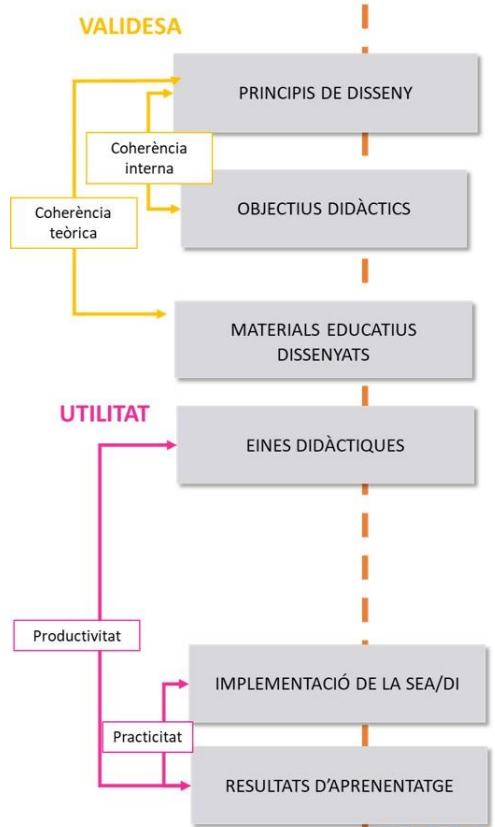 VALIDESA
PRINCIPIS DE DISSENY
Coherència
interna
OBJECTIUS DIDÀCTICS
Coherència
teòrica
MATERIALS EDUCATIUS
DISSENYATS
UTILITAT
EINES DIDÀCTIQUES
Productivitat
IMPLEMENTACIÓ DE LA SEA/DI
Practicitat
RESULTATS D'APRENENTATGE